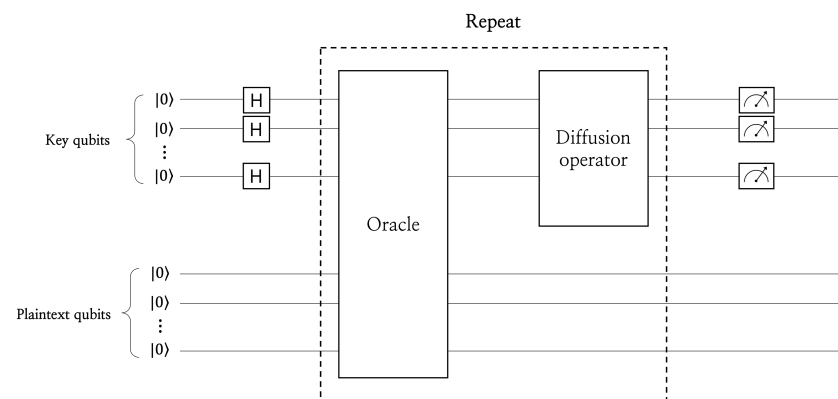 Repeat
Key qubits
|0⟩ H
|0⟩ H
⋮
|0⟩ H
Oracle
Diffusion
operator
Plaintext qubits
|0⟩
|0⟩
⋮
|0⟩